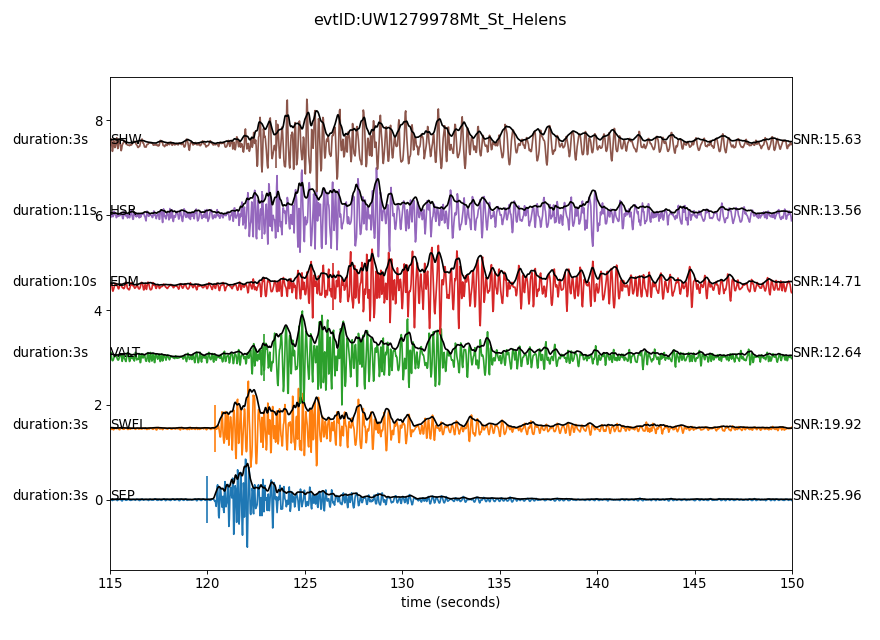 evtID:UW1279978Mt_St_Helens
8
duration:3s SHW SNR:15.63
duration:11s HSR SNR:13.56
6
duration:10s EDM SNR:14.71
4
duration:3s VALT SNR:12.64
2
duration:3s SWFL SNR:19.92
duration:3s SEP SNR:25.96
0
115 120 125 130 135 140 145 150
time (seconds)